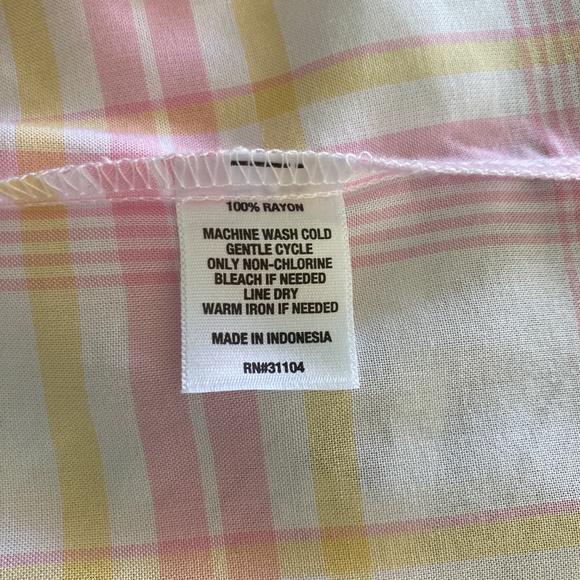 100% RAYON
MACHINE WASH COLD
GENTLE CYCLE
ONLY NON-CHLORINE
BLEACH IF NEEDED
LINE DRY
WARM IRON IF NEEDED
MADE IN INDONESIA
RN#31104